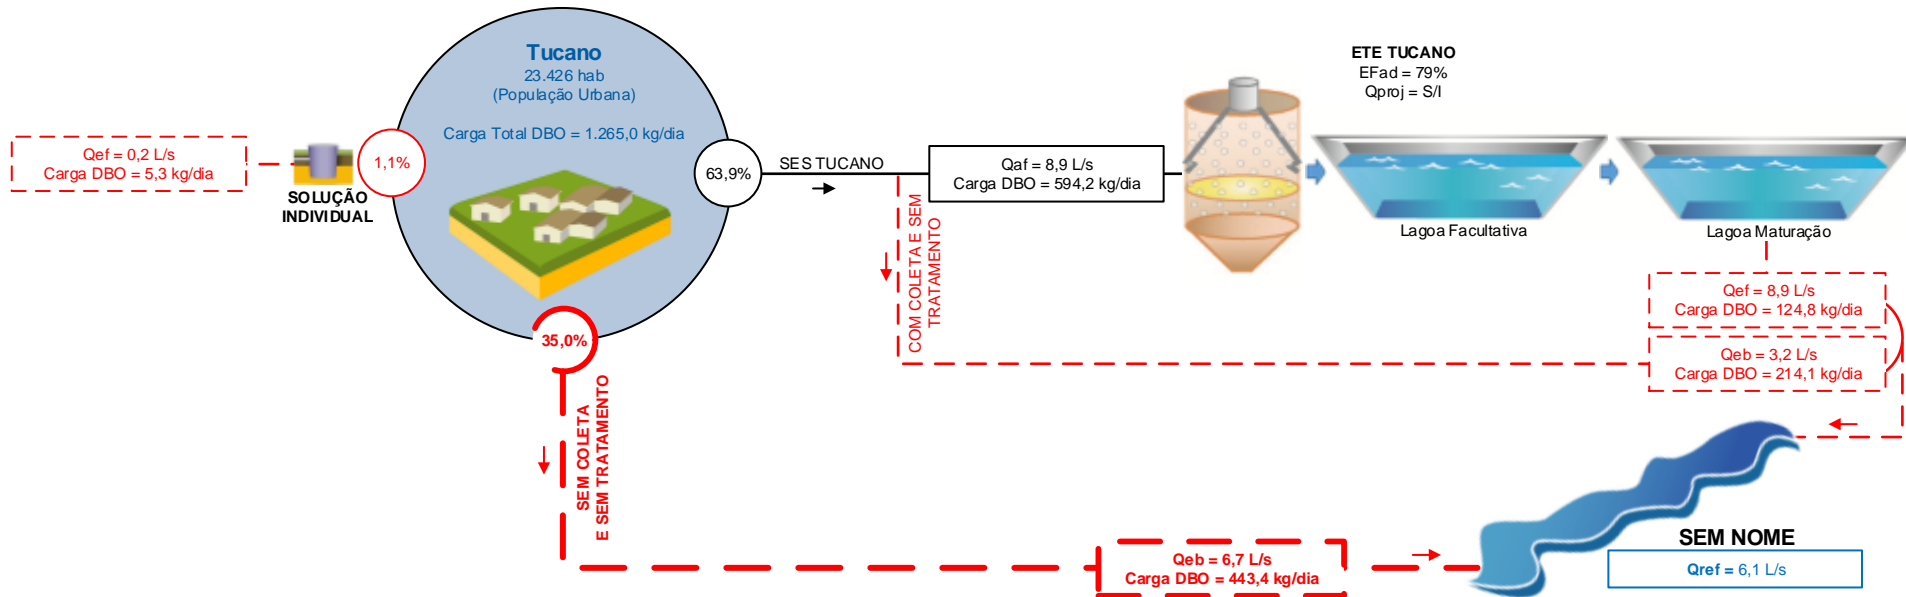 Tucano
23.426 hab
(População Urbana)
Carga Total DBO = 1.265,0 kg/dia
Qef = 0,2 L/s
Carga DBO = 5,3 kg/dia
SOLUÇÃO
INDIVIDUAL
1,1%
63,9%
SES TUCANO
Qaf = 8,9 L/s
Carga DBO = 594,2 kg/dia
ETE TUCANO
EFad = 79%
Qproj = S/I
Lagoa Facultativa
Lagoa Maturação
COM COLETA E SEM
TRATAMENTO
Qef = 8,9 L/s
Carga DBO = 124,8 kg/dia
Qeb = 3,2 L/s
Carga DBO = 214,1 kg/dia
35,0%
SEM COLETA
E SEM TRATAMENTO
Qeb = 6,7 L/s
Carga DBO = 443,4 kg/dia
SEM NOME
Qref = 6,1 L/s